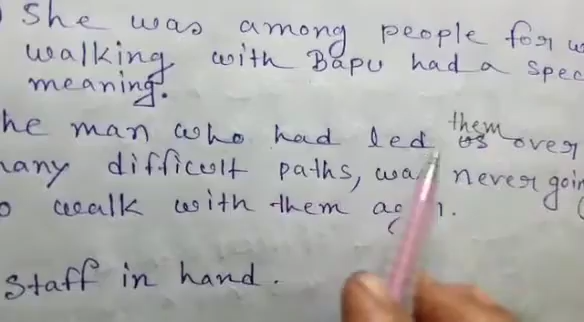 She was among people for
walking with Bapu had a
meaning.
he man who had led them over
difficult paths, never
walk with them
staff in hand.